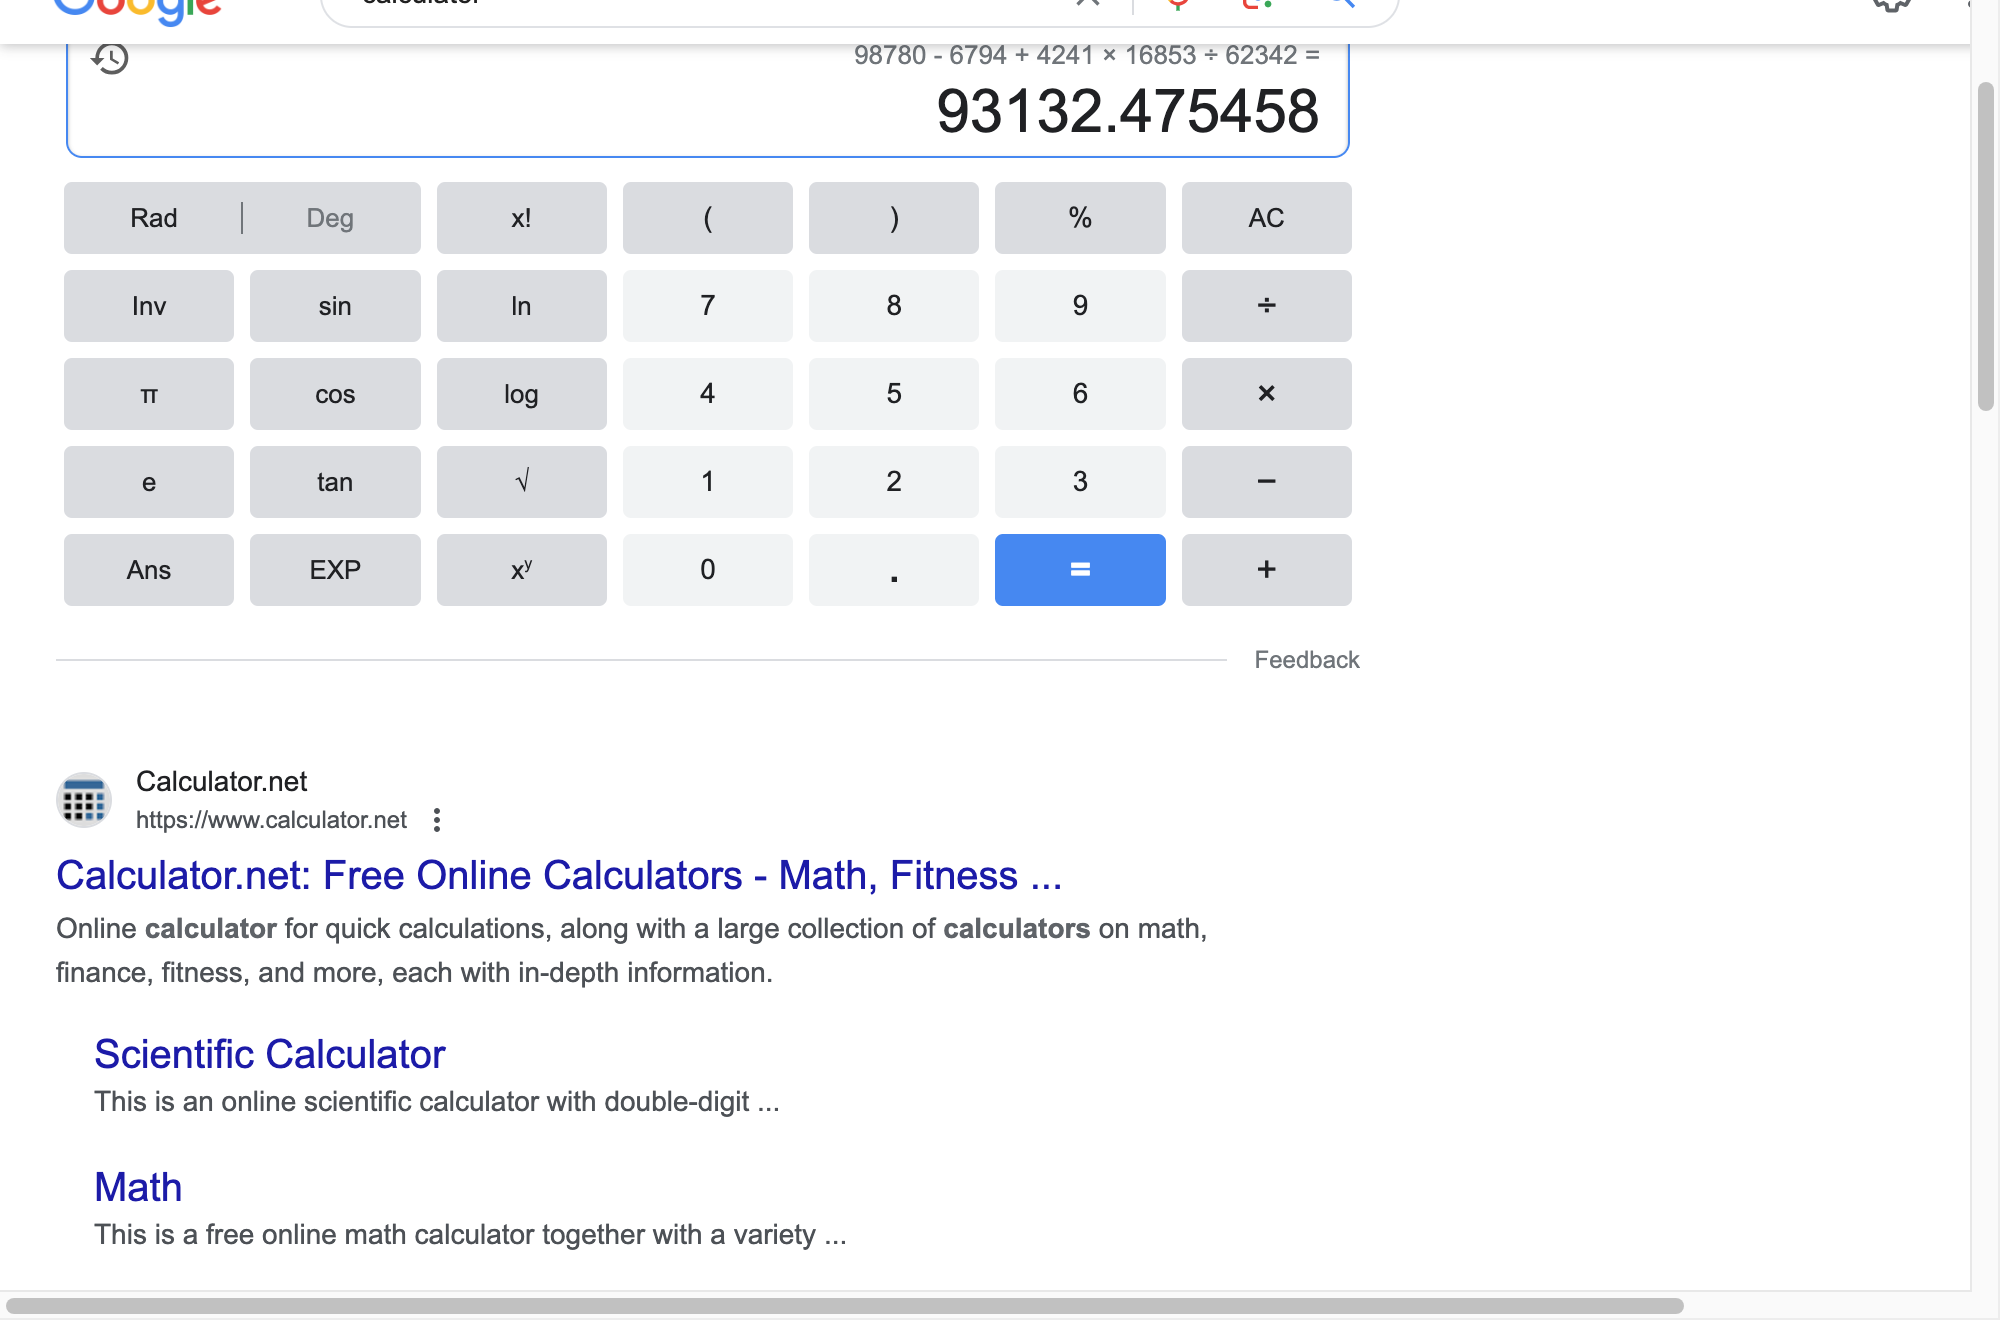 Google
calculator
98780 - 6794 + 4241 × 16853 ÷ 62342 =
93132.475458
Rad | Deg x! ( ) % AC
Inv sin ln 7 8 9 ÷
π cos log 4 5 6 ×
e tan √ 1 2 3 −
Ans EXP xʸ 0 . = +
Feedback
Calculator.net
https://www.calculator.net
Calculator.net: Free Online Calculators - Math, Fitness ...
Online calculator for quick calculations, along with a large collection of calculators on math,
finance, fitness, and more, each with in-depth information.
Scientific Calculator
This is an online scientific calculator with double-digit ...
Math
This is a free online math calculator together with a variety ...